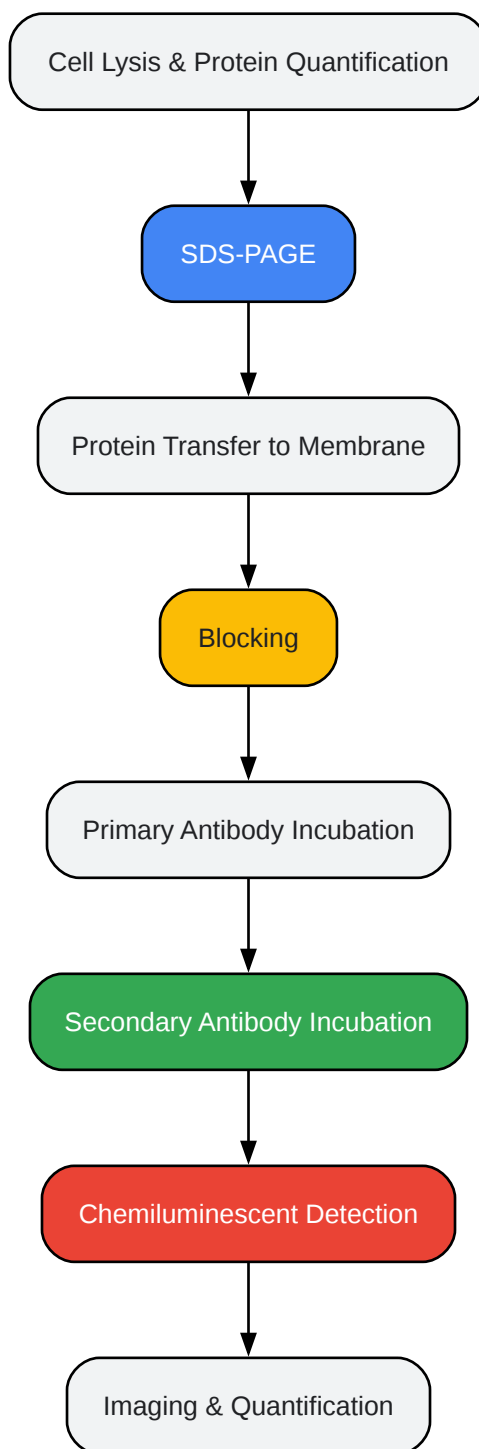 Cell Lysis & Protein Quantification
SDS-PAGE
Protein Transfer to Membrane
Blocking
Primary Antibody Incubation
Secondary Antibody Incubation
Chemiluminescent Detection
Imaging & Quantification